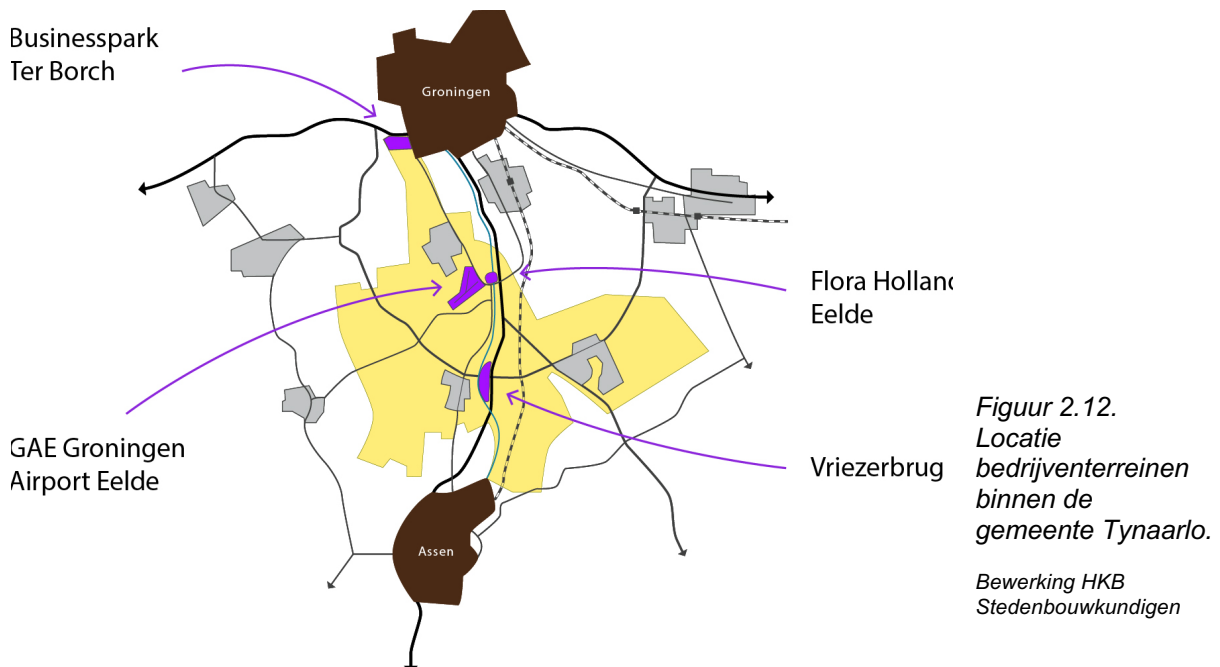 Businesspark
Ter Borch
Groningen
Flora Holland
Eelde
GAE Groningen
Airport Eelde
Vriezerbrug
Assen
Figuur 2.12.
Locatie
bedrijventerreinen
binnen de
gemeente Tynaarlo.
Bewerking HKB
Stedenbouwkundigen